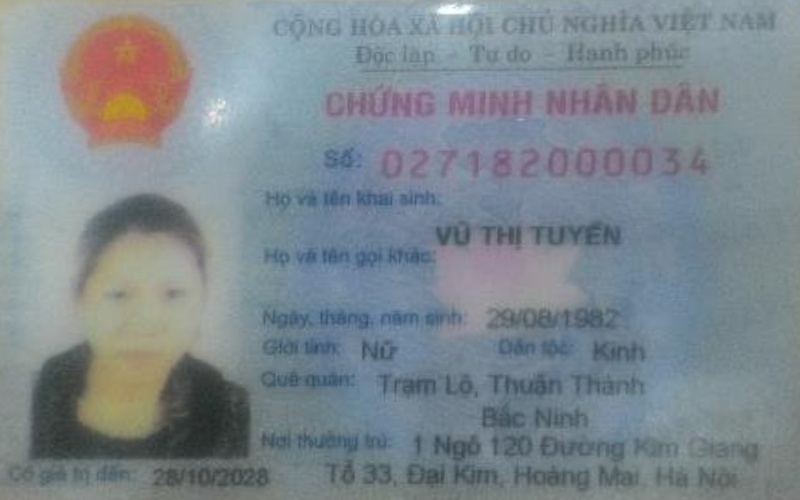 CỘNG HÒA XÃ HỘI CHỦ NGHĨA VIỆT NAM
Độc lập - Tự do - Hạnh phúc
CHỨNG MINH NHÂN DÂN
Số: 027182000034
Họ và tên khai sinh:
VŨ THỊ TUYẾN
Họ và tên gọi khác:
Ngày, tháng, năm sinh: 29/08/1982
Giới tính: Nữ Dân tộc: Kinh
Quê quán: Trạm Lộ, Thuận Thành
Bắc Ninh
Nơi thường trú: 1 Ngõ 120 Đường Kim Giang
Tổ 33, Đại Kim, Hoàng Mai, Hà Nội
Có giá trị đến: 28/10/2028